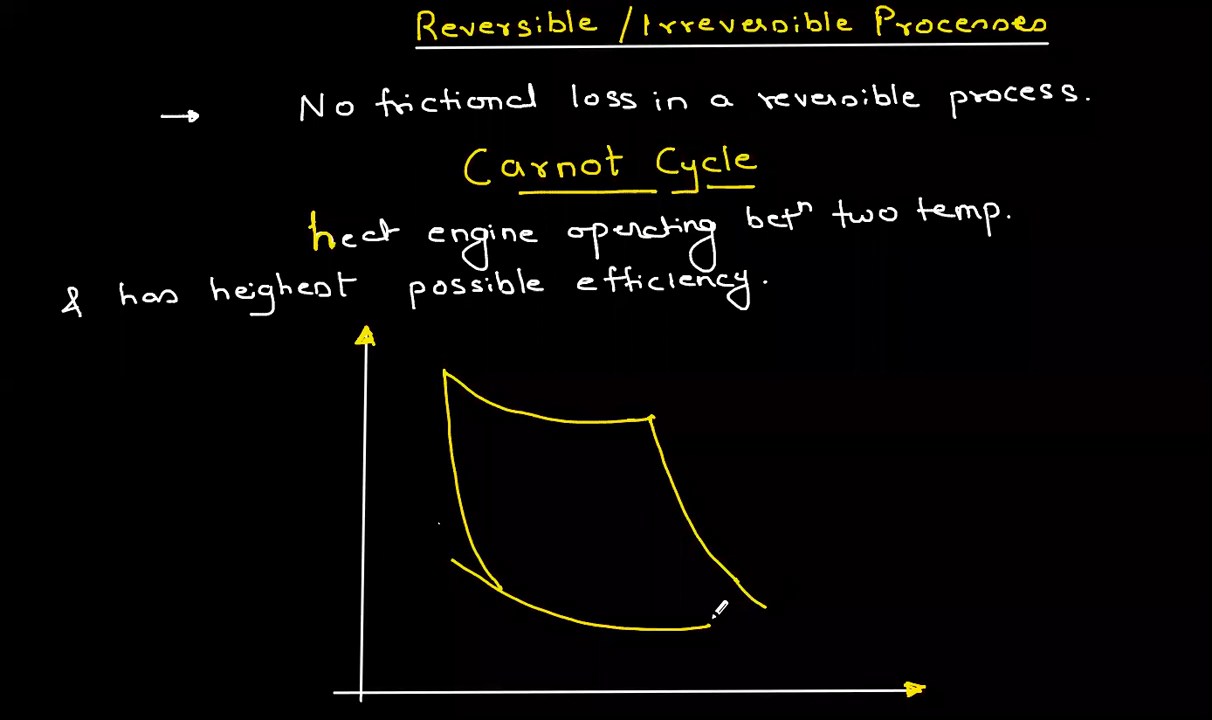 Reversible / Irreversible Processes
→ No frictional loss in a reversible process.
Carnot Cycle
heat engine operating betⁿ two temp.
& has heighest possible efficiency.